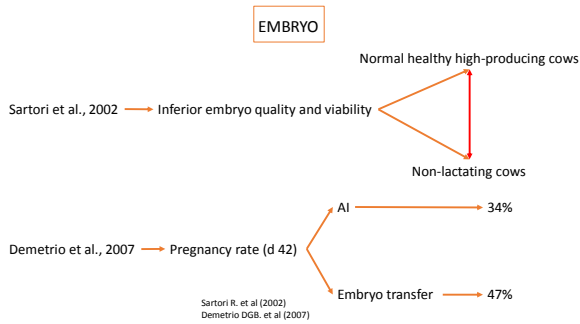 EMBRYO
Normal healthy high-producing cows
Sartori et al., 2002
Inferior embryo quality and viability
Non-lactating cows
AI
34%
Demetrio et al., 2007
Pregnancy rate (d 42)
Embryo transfer
47%
Sartori R. et al (2002)
Demetrio DGB. et al (2007)